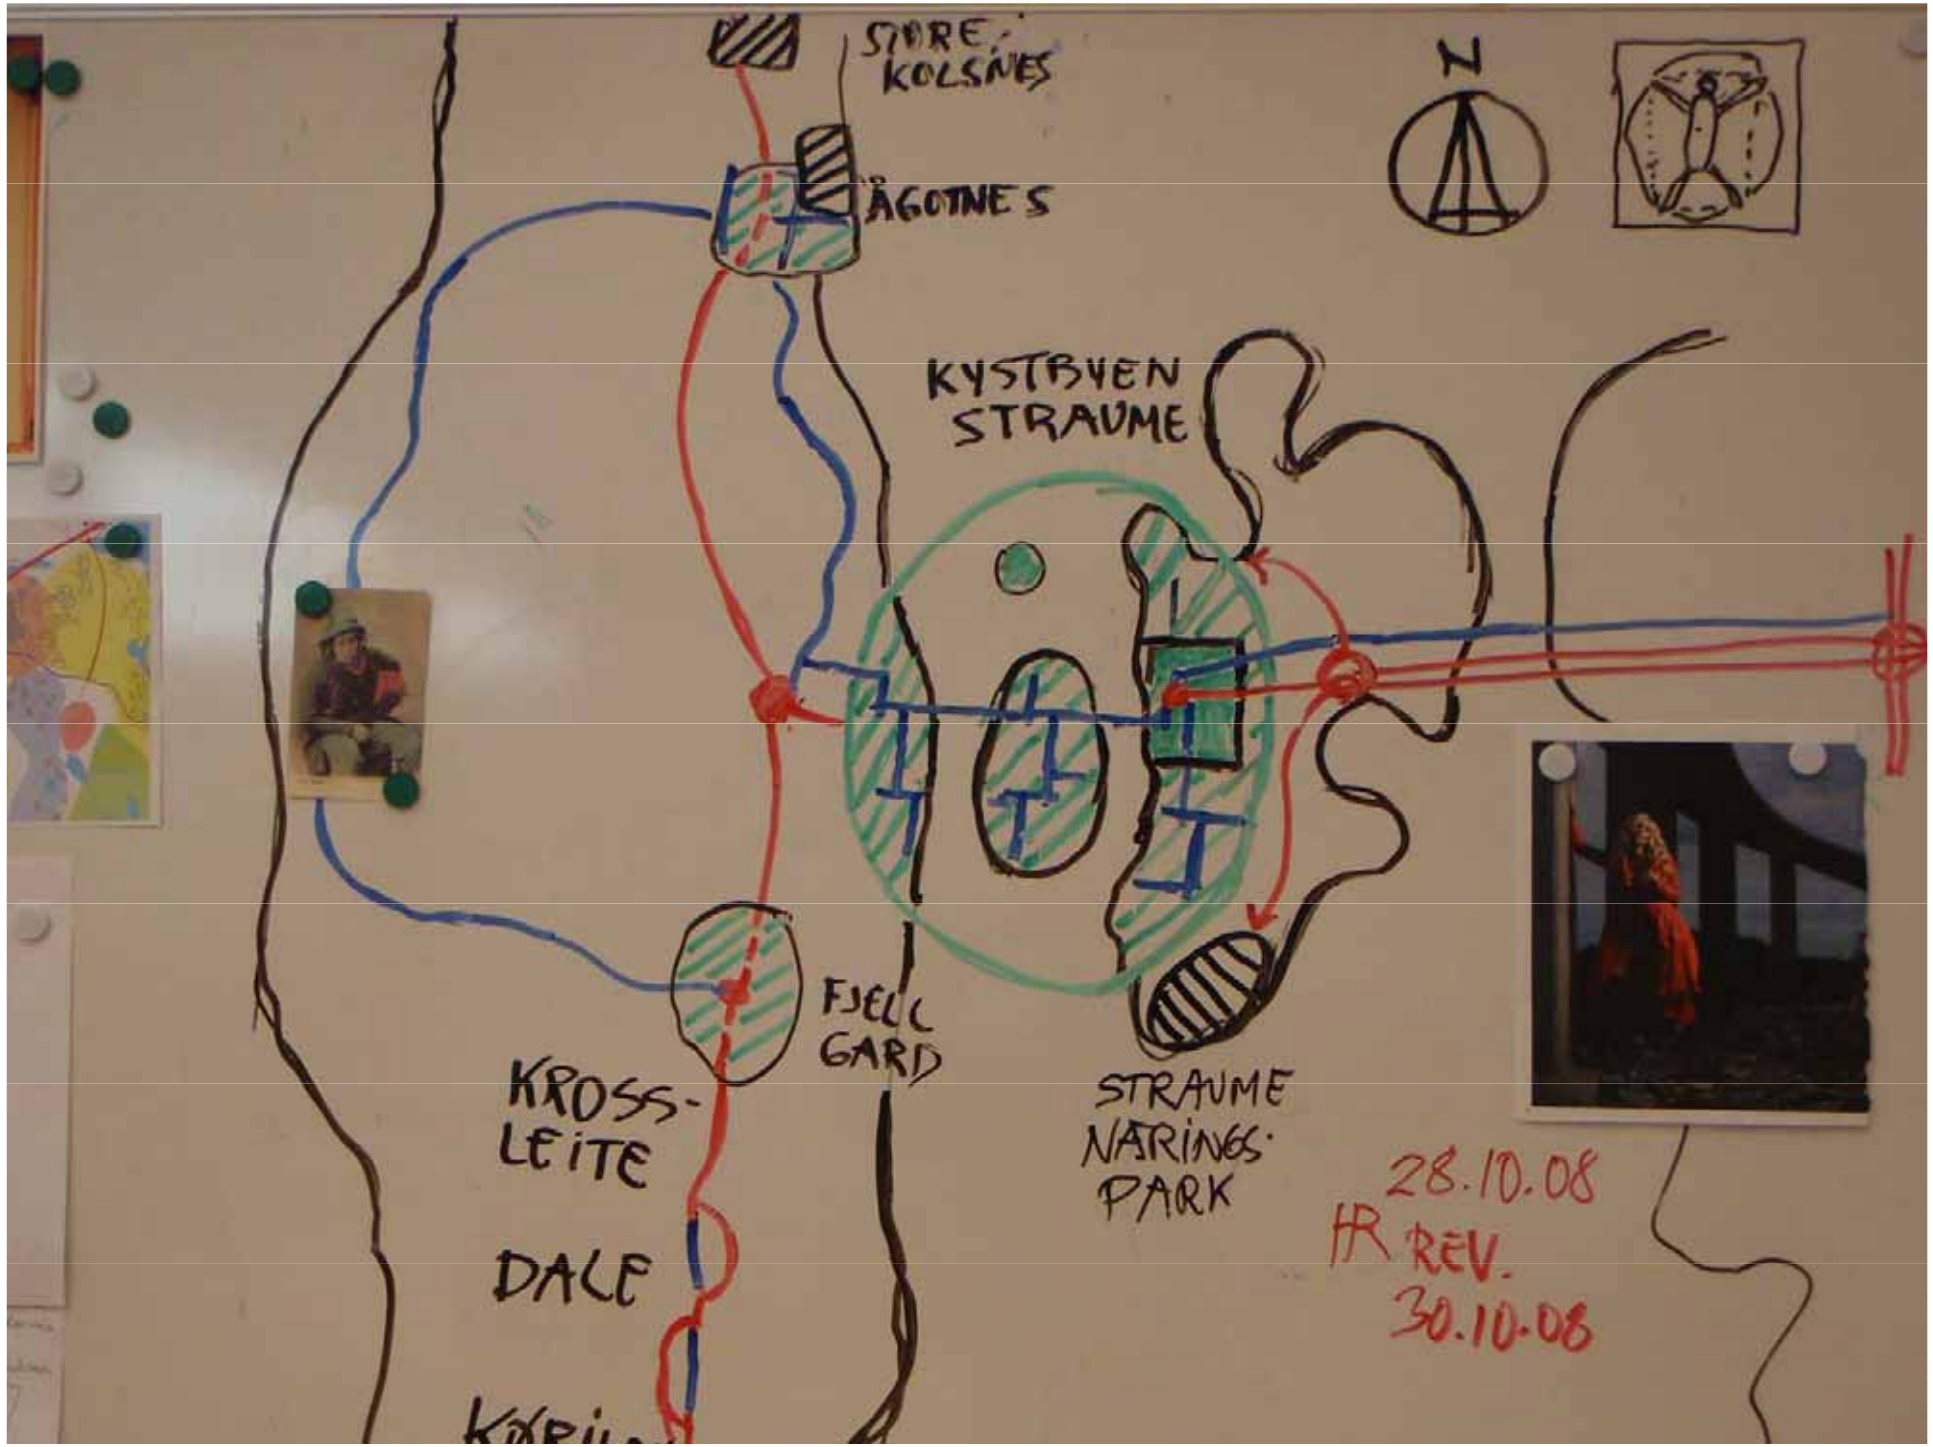 STORE.
KOLSNES
N
ÅGOTNES
KYSTBYEN
STRAUME
FJELL
GARD
KROSS-
LEITE
STRAUME
NÆRINGS-
PARK
DALE
28.10.08
HR REV.
30.10.08